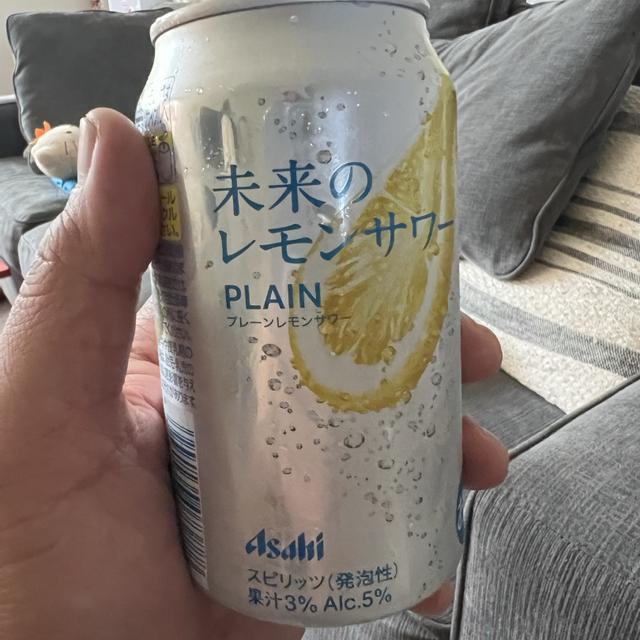 未来の
レモンサワー
PLAIN
プレーンレモンサワー
Asahi
スピリッツ(発泡性)
果汁3% Alc.5%